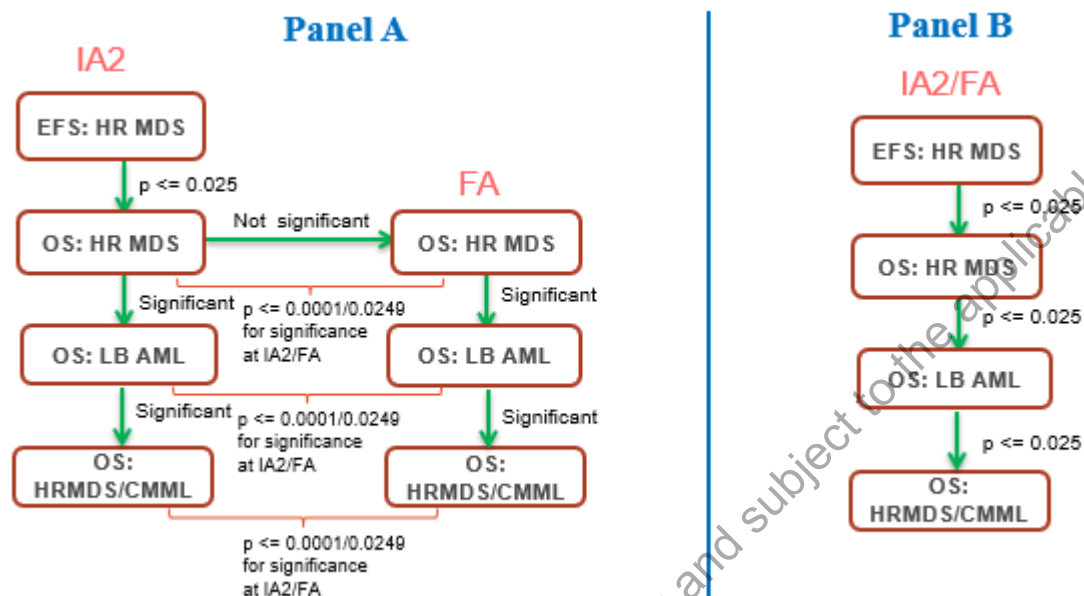 Panel A
IA2
EFS: HR MDS
p <= 0.025
FA
OS: HR MDS
Not significant
OS: HR MDS
Significant
p <= 0.0001/0.0249
for significance
at IA2/FA
Significant
OS: LB AML
OS: LB AML
Significant
p <= 0.0001/0.0249
for significance
at IA2/FA
Significant
OS:
HRMDS/CMML
OS:
HRMDS/CMML
p <= 0.0001/0.0249
for significance
at IA2/FA
Panel B
IA2/FA
EFS: HR MDS
p <= 0.025
OS: HR MDS
p <= 0.025
OS: LB AML
p <= 0.025
OS:
HRMDS/CMML
and subject to the applicabl